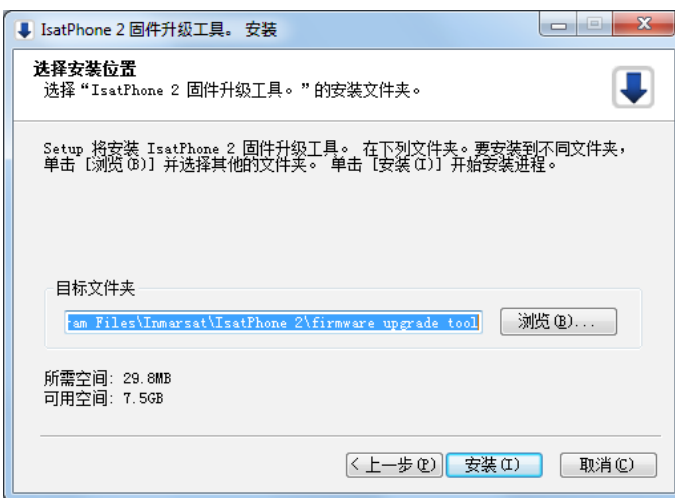 IsatPhone 2 固件升级工具。 安装
选择安装位置
选择“IsatPhone 2 固件升级工具。”的安装文件夹。
Setup 将安装 IsatPhone 2 固件升级工具。 在下列文件夹。要安装到不同文件夹，
单击 [浏览(B)] 并选择其他的文件夹。 单击 [安装(I)] 开始安装进程。
目标文件夹
ram Files\Inmarsat\IsatPhone 2\firmware upgrade tool
浏览(B)...
所需空间: 29.8MB
可用空间: 7.5GB
< 上一步(P)
安装(I)
取消(C)